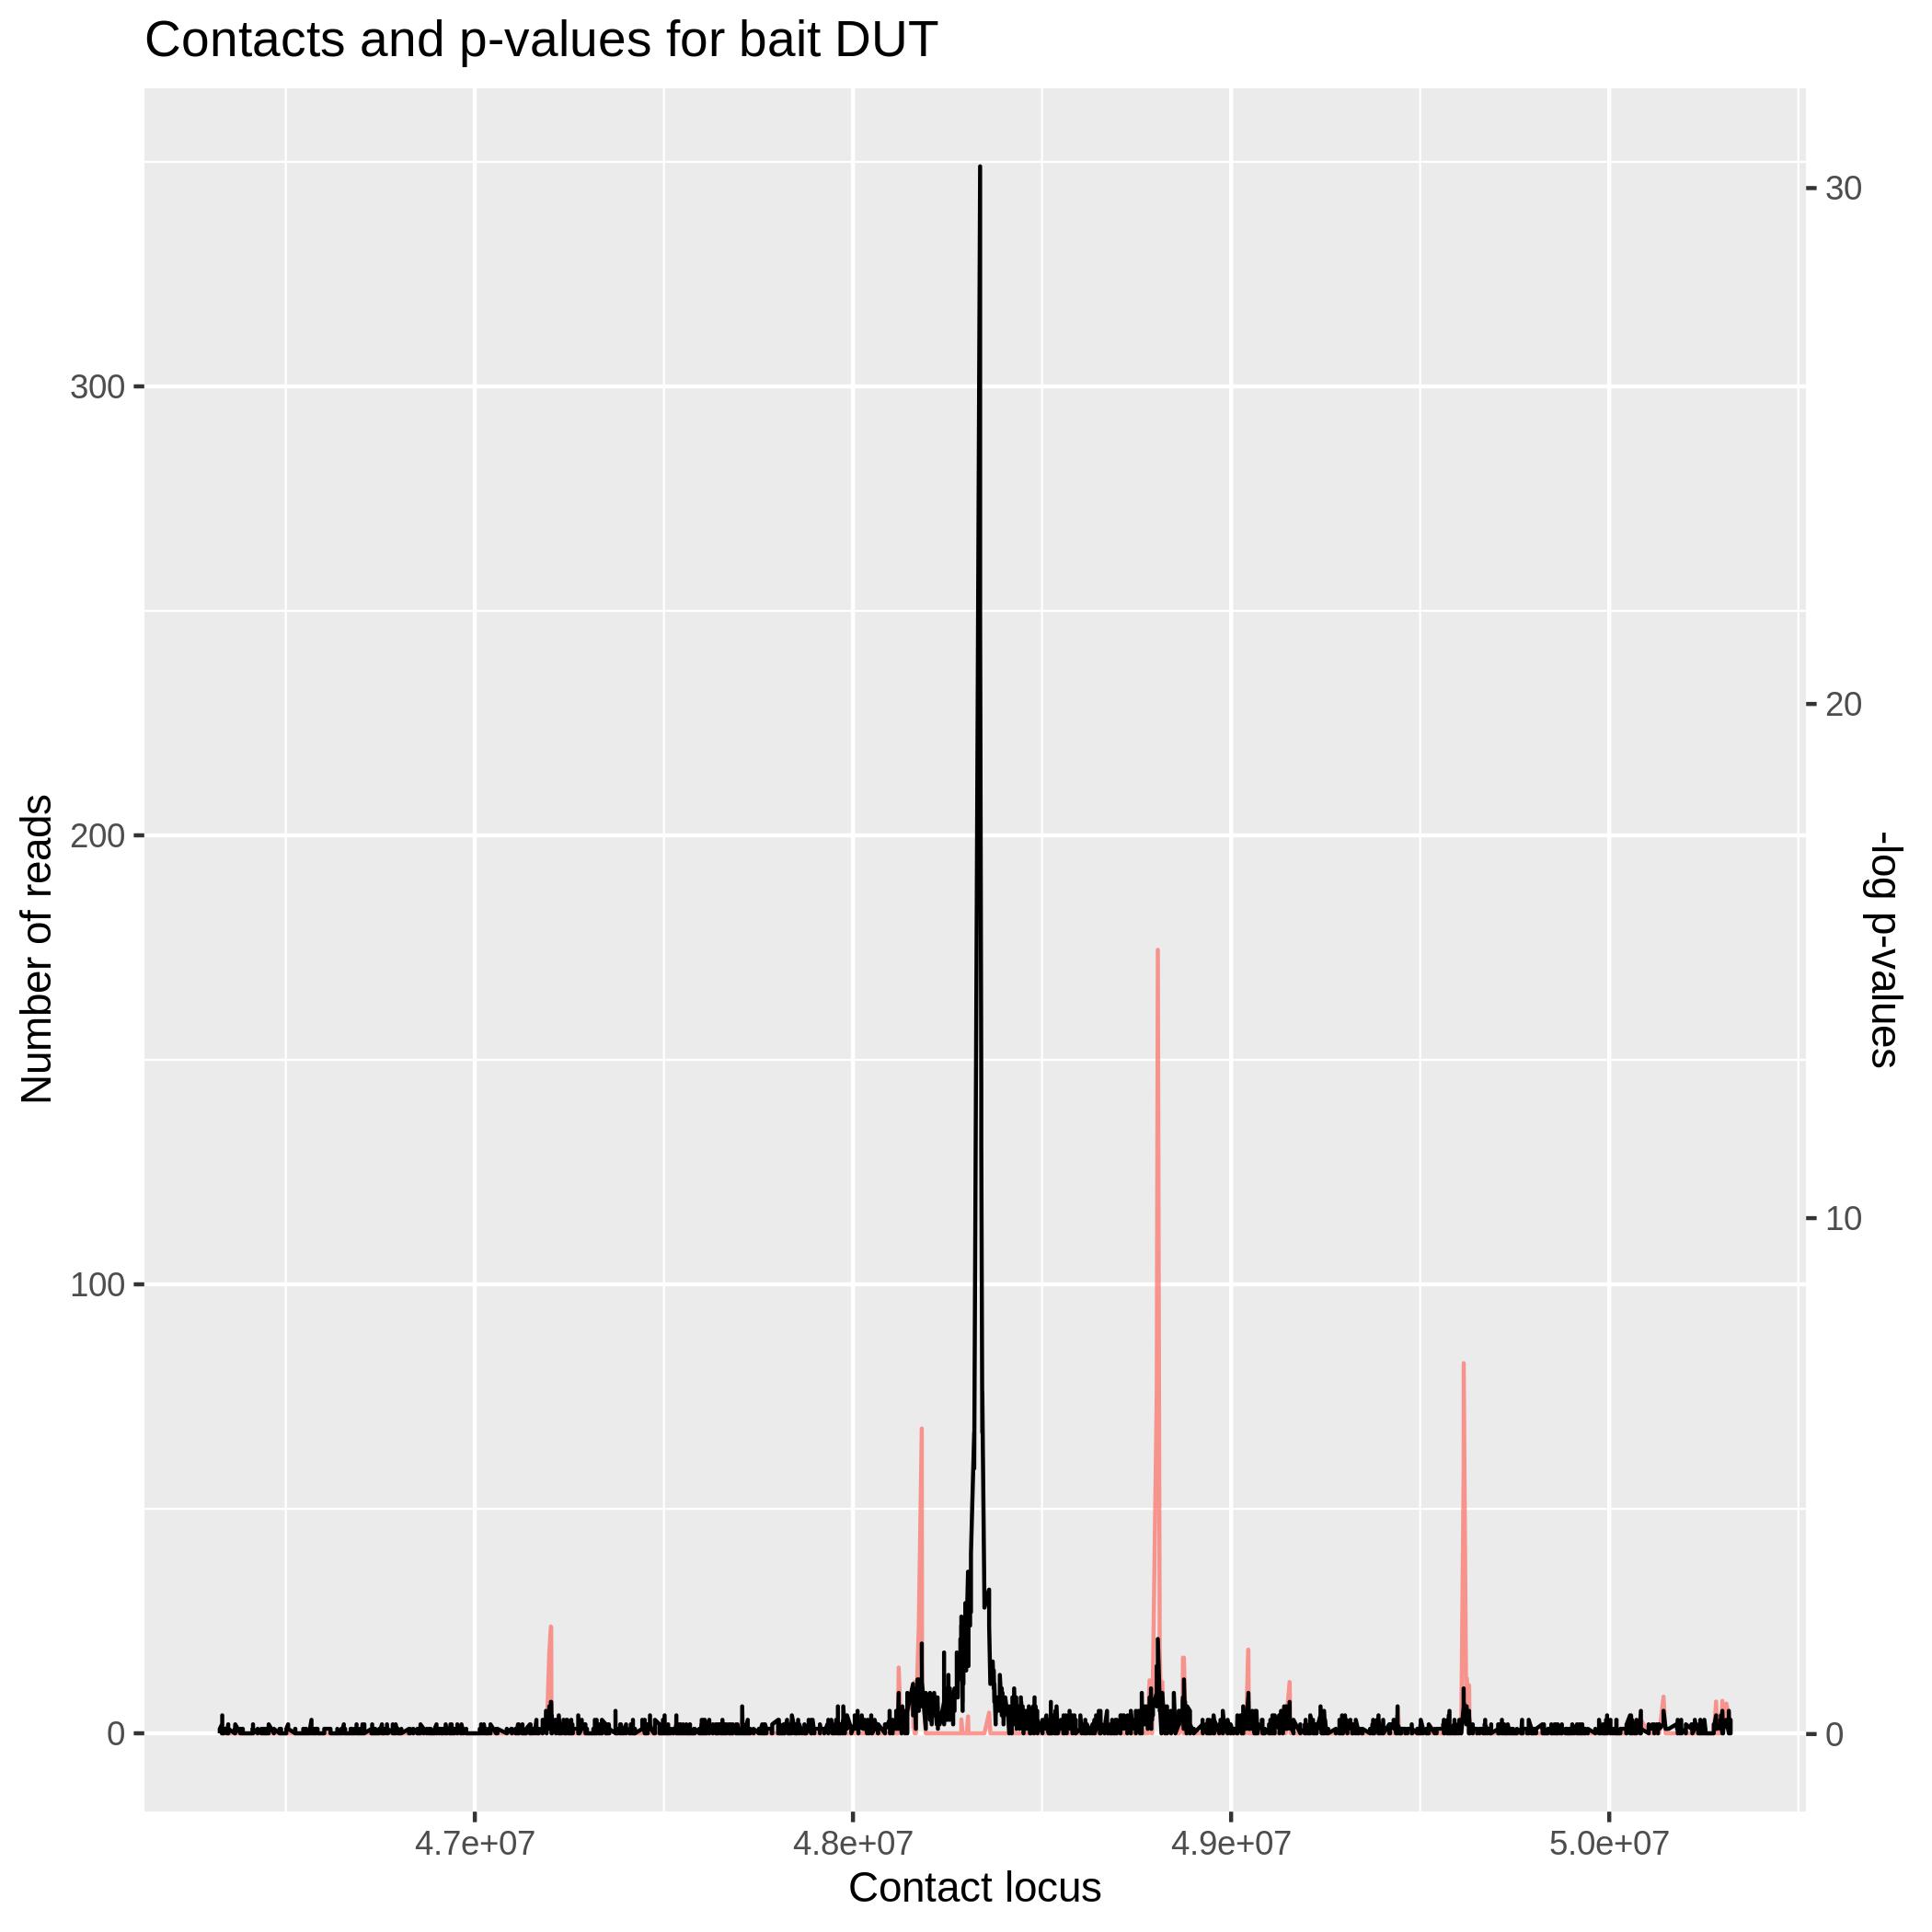 Contacts and p-values for bait DUT
Number of reads
300
200
100
0
30
20
10
0
-log p-values
4.7e+07 4.8e+07 4.9e+07 5.0e+07
Contact locus